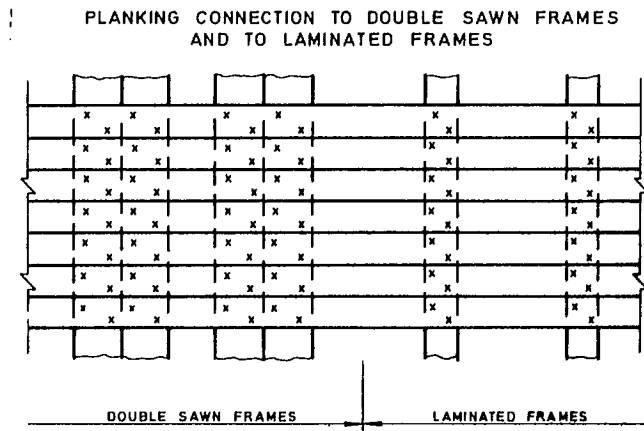 PLANKING CONNECTION TO DOUBLE SAWN FRAMES
AND TO LAMINATED FRAMES
DOUBLE SAWN FRAMES
LAMINATED FRAMES